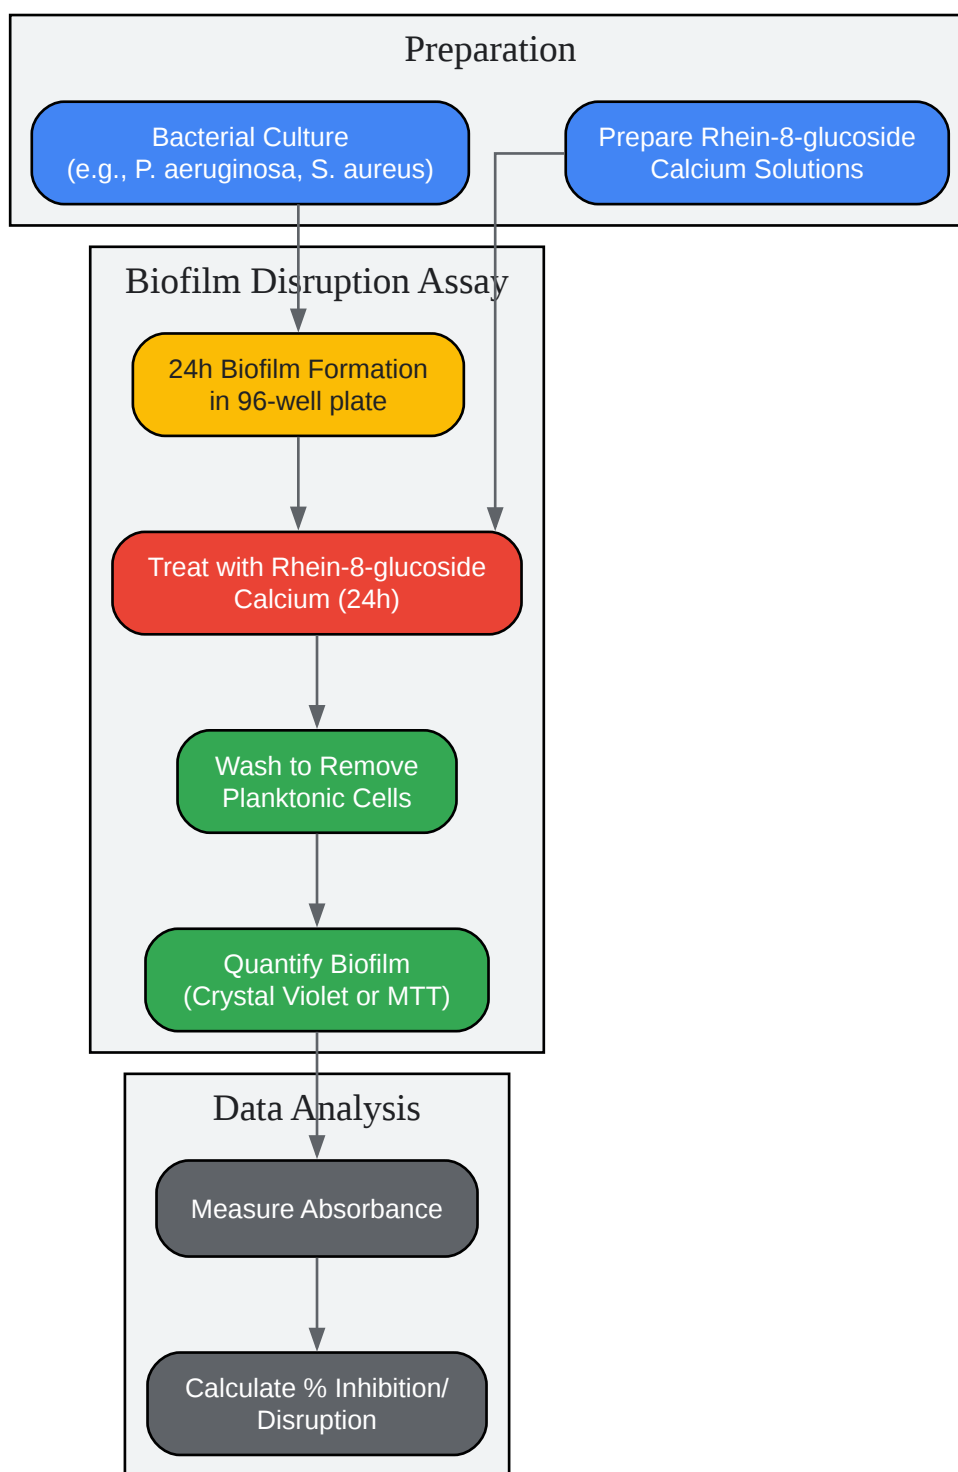 Preparation
Bacterial Culture
(e.g., P. aeruginosa, S. aureus)
Prepare Rhein-8-glucoside
Calcium Solutions
Biofilm Disruption Assay
24h Biofilm Formation
in 96-well plate
Treat with Rhein-8-glucoside
Calcium (24h)
Wash to Remove
Planktonic Cells
Quantify Biofilm
(Crystal Violet or MTT)
Data Analysis
Measure Absorbance
Calculate % Inhibition/
Disruption